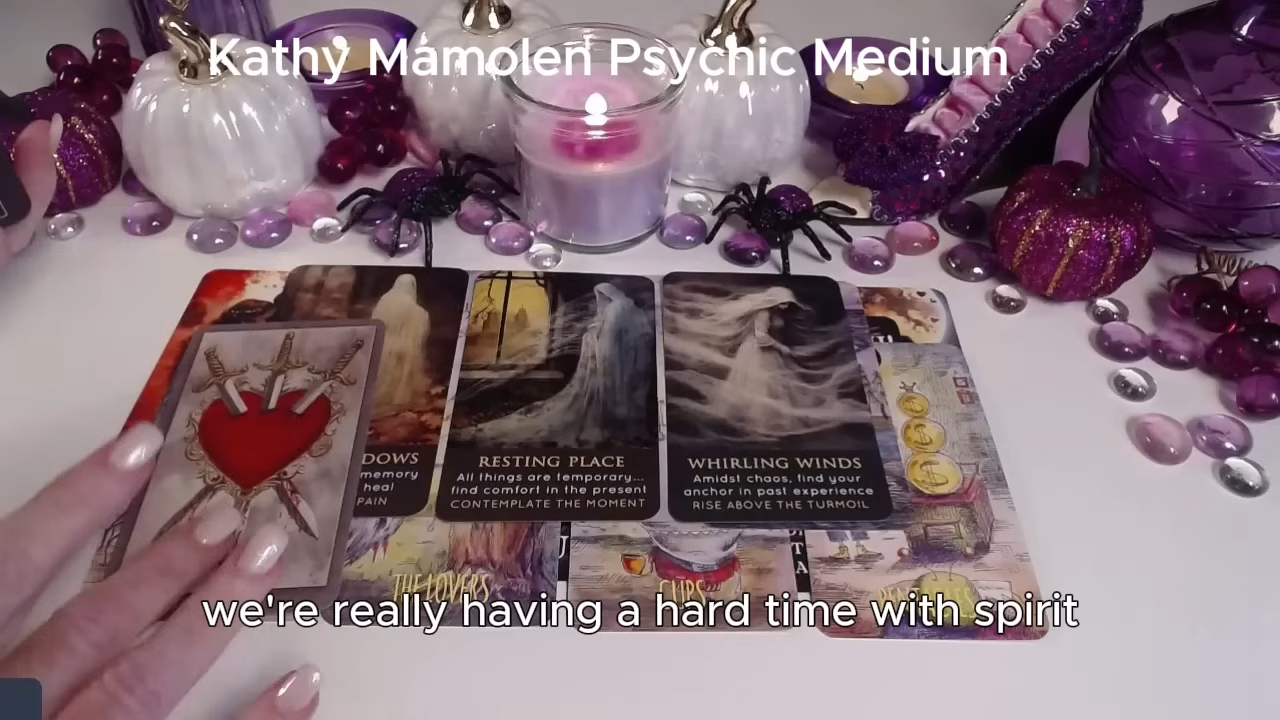 Kathy Mamolen Psychic Medium
DOWS
memory
heal
PAIN
RESTING PLACE
All things are temporary...
find comfort in the present
CONTEMPLATE THE MOMENT
WHIRLING WINDS
Amidst chaos, find your
anchor in past experience
RISE ABOVE THE TURMOIL
THE LOVERS
CUPS
we're really having a hard time with spirit